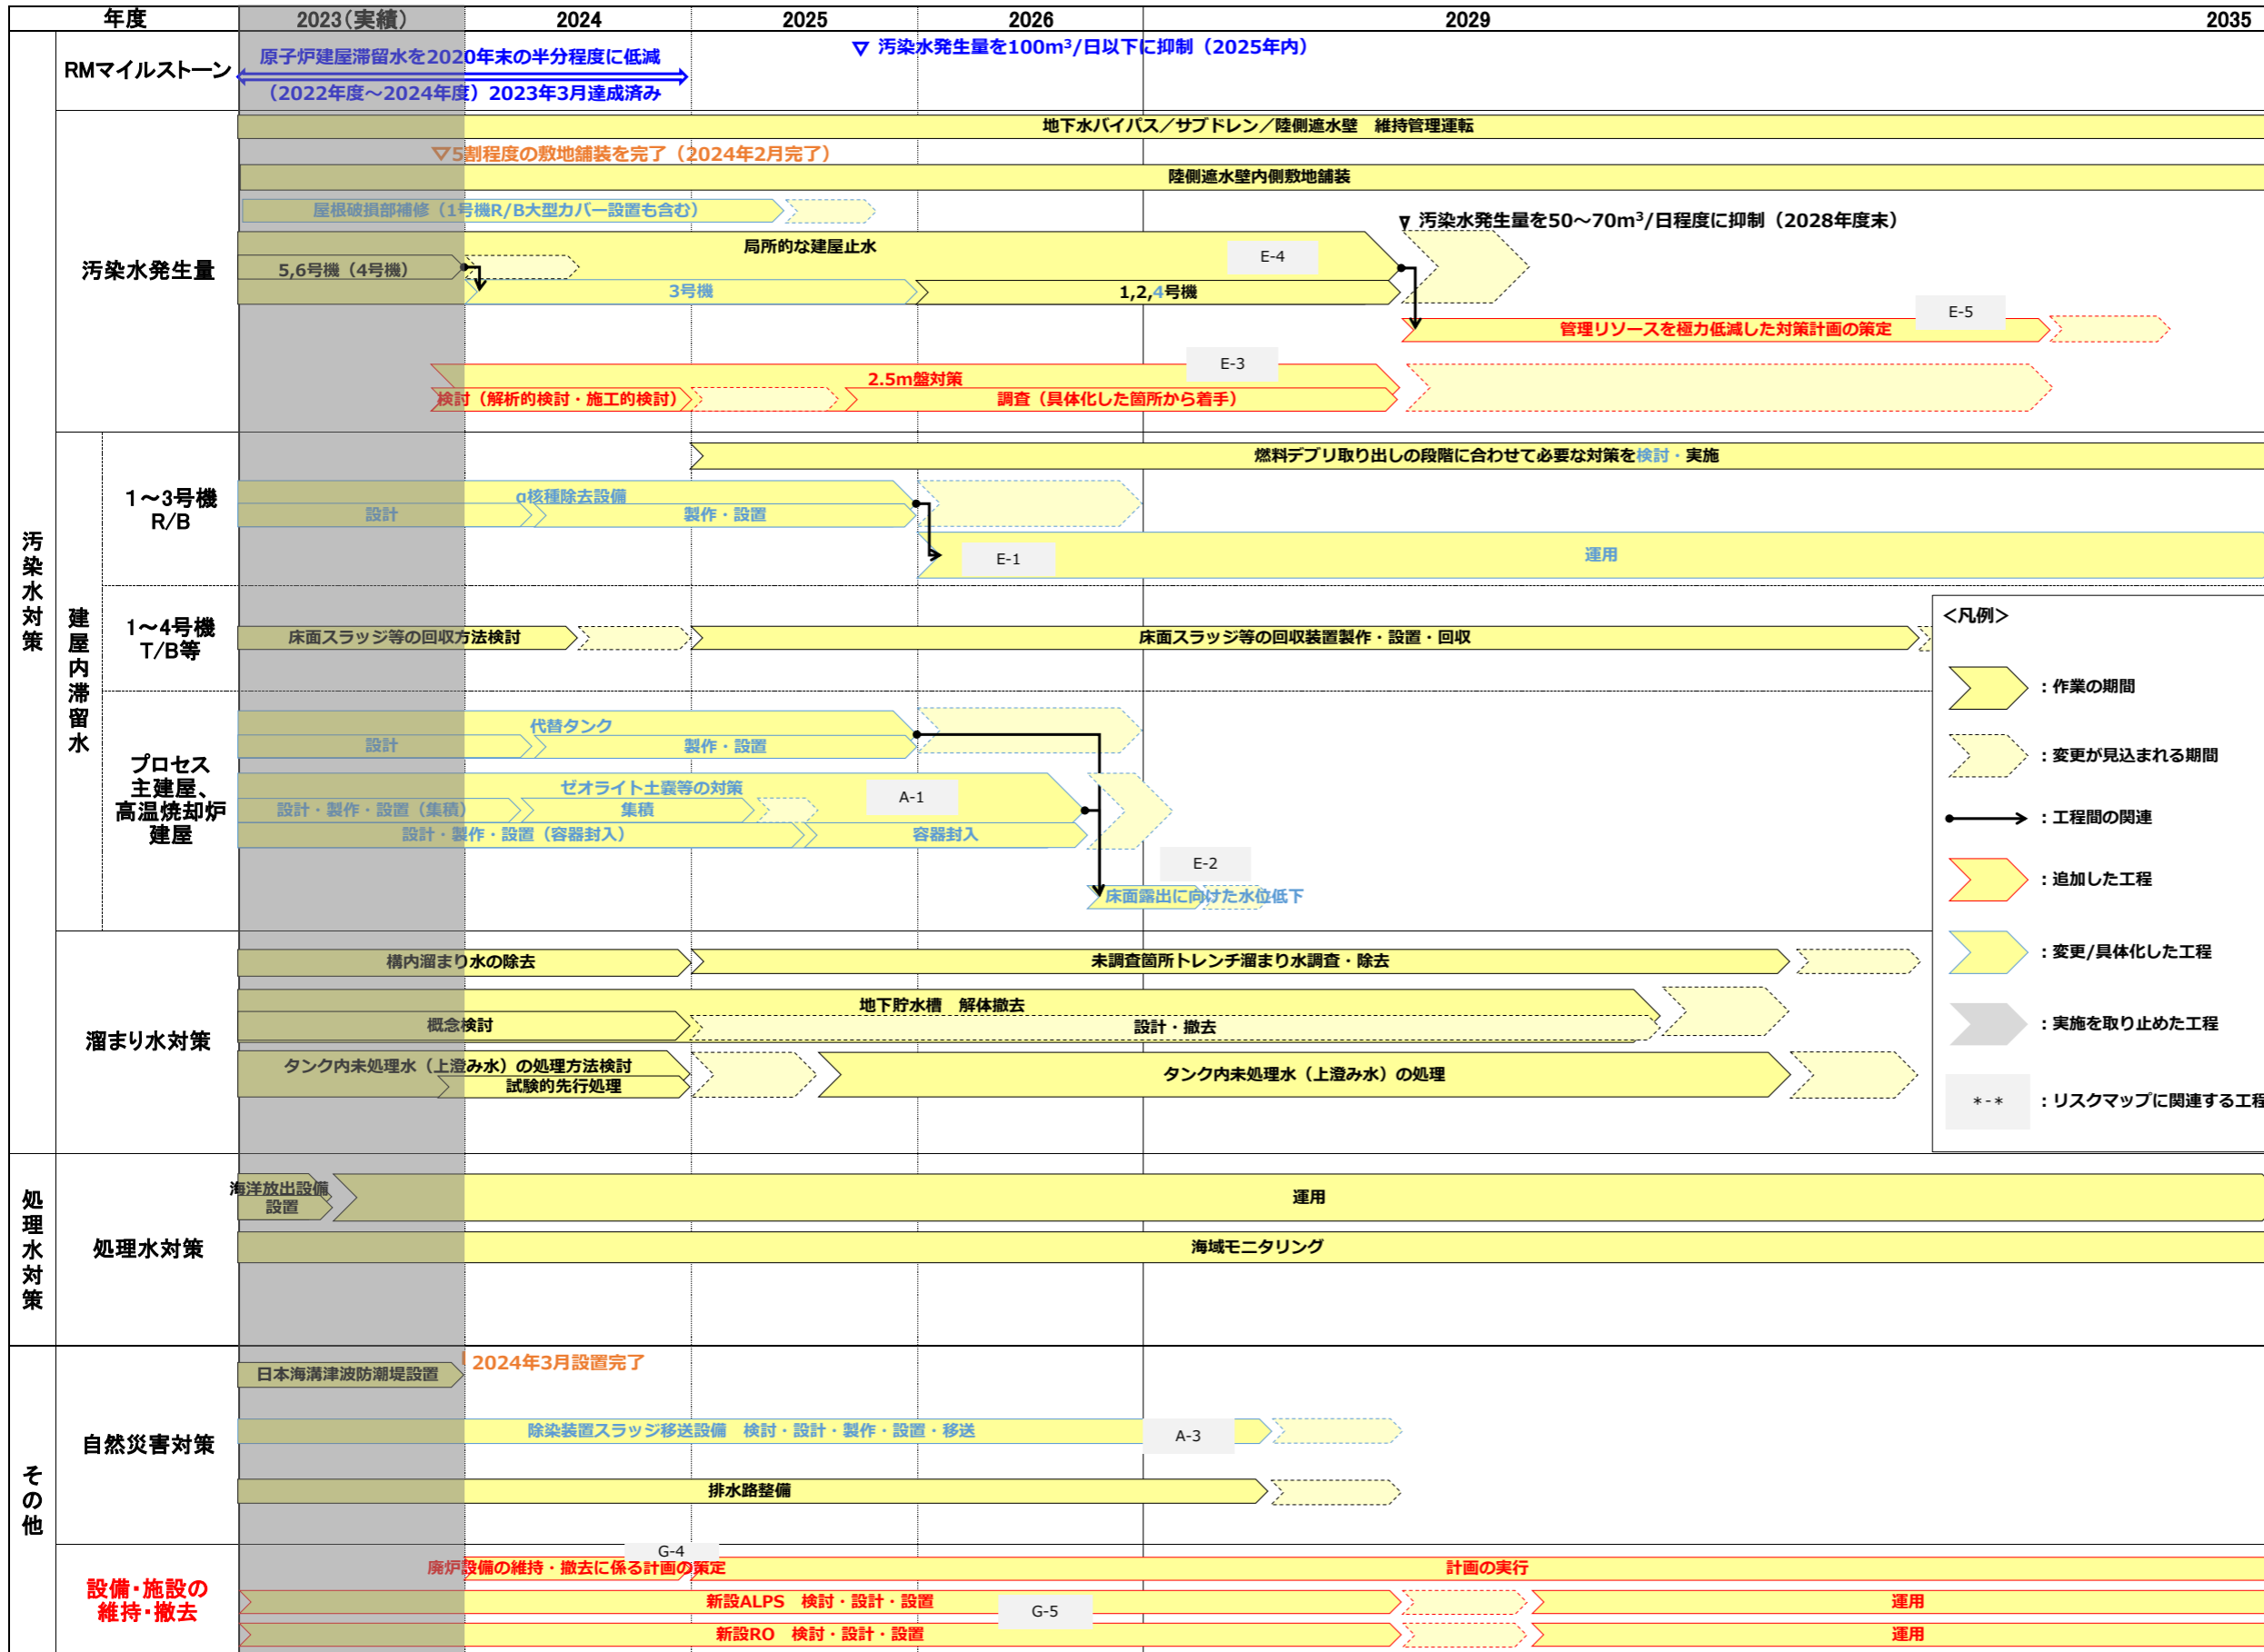 年度
2023(実績)
2024
2025
2026
2029
2035
汚染水対策
RMマイルストーン
原子炉建屋滞留水を2020年末の半分程度に低減
（2022年度～2024年度）2023年3月達成済み
▽ 汚染水発生量を100m³/日以下に抑制（2025年内）
汚染水発生量
地下水バイパス／サブドレン／陸側遮水壁　維持管理運転
▽5割程度の敷地舗装を完了（2024年2月完了）
陸側遮水壁内側敷地舗装
屋根破損部補修（1号機R/B大型カバー設置も含む）
▽ 汚染水発生量を50～70m³/日程度に抑制（2028年度末）
局所的な建屋止水
E-4
5,6号機（4号機）
3号機
1,2,4号機
E-5
管理リソースを極力低減した対策計画の策定
E-3
2.5m盤対策
検討（解析的検討・施工的検討）
調査（具体化した箇所から着手）
建屋内滞留水
1～3号機
R/B
燃料デブリ取り出しの段階に合わせて必要な対策を検討・実施
α核種除去設備
設計
製作・設置
E-1
運用
1～4号機
T/B等
床面スラッジ等の回収方法検討
床面スラッジ等の回収装置製作・設置・回収
プロセス
主建屋、
高温焼却炉
建屋
代替タンク
設計
製作・設置
ゼオライト土嚢等の対策
A-1
設計・製作・設置（集積）
集積
設計・製作・設置（容器封入）
容器封入
E-2
床面露出に向けた水位低下
溜まり水対策
構内溜まり水の除去
未調査箇所トレンチ溜まり水調査・除去
地下貯水槽　解体撤去
概念検討
設計・撤去
タンク内未処理水（上澄み水）の処理方法検討
試験的先行処理
タンク内未処理水（上澄み水）の処理
＜凡例＞
：作業の期間
：変更が見込まれる期間
：工程間の関連
：追加した工程
：変更/具体化した工程
：実施を取り止めた工程
*-*
：リスクマップに関連する工程
処理水対策
処理水対策
海洋放出設備
設置
運用
海域モニタリング
その他
自然災害対策
日本海溝津波防潮堤設置
2024年3月設置完了
除染装置スラッジ移送設備　検討・設計・製作・設置・移送
A-3
排水路整備
設備・施設の
維持・撤去
G-4
廃炉設備の維持・撤去に係る計画の策定
計画の実行
新設ALPS　検討・設計・設置
運用
G-5
新設RO　検討・設計・設置
運用